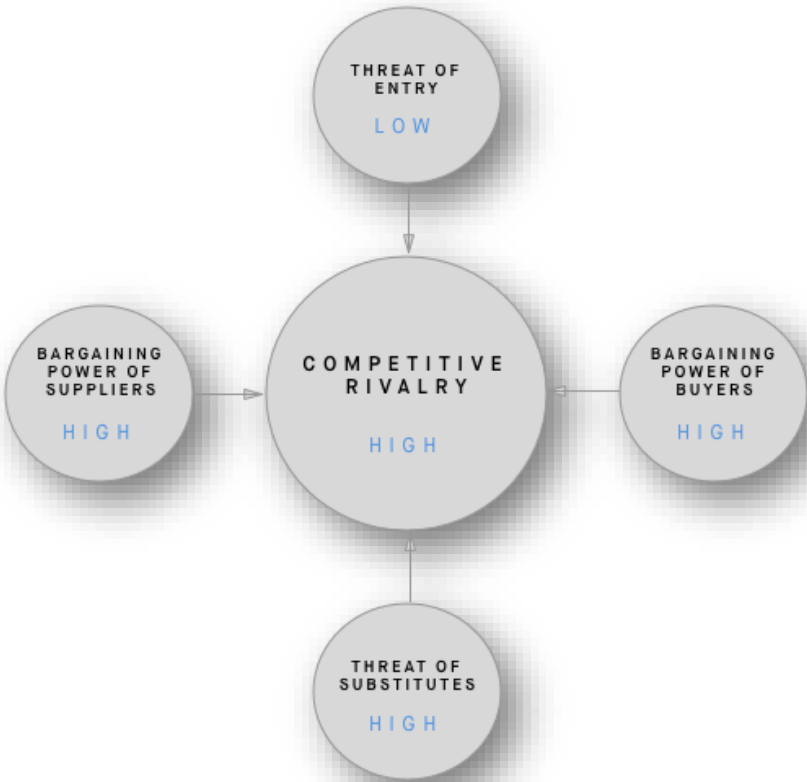 THREAT OF
ENTRY
LOW
BARGAINING
POWER OF
SUPPLIERS
HIGH
COMPETITIVE
RIVALRY
HIGH
BARGAINING
POWER OF
BUYERS
HIGH
THREAT OF
SUBSTITUTES
HIGH